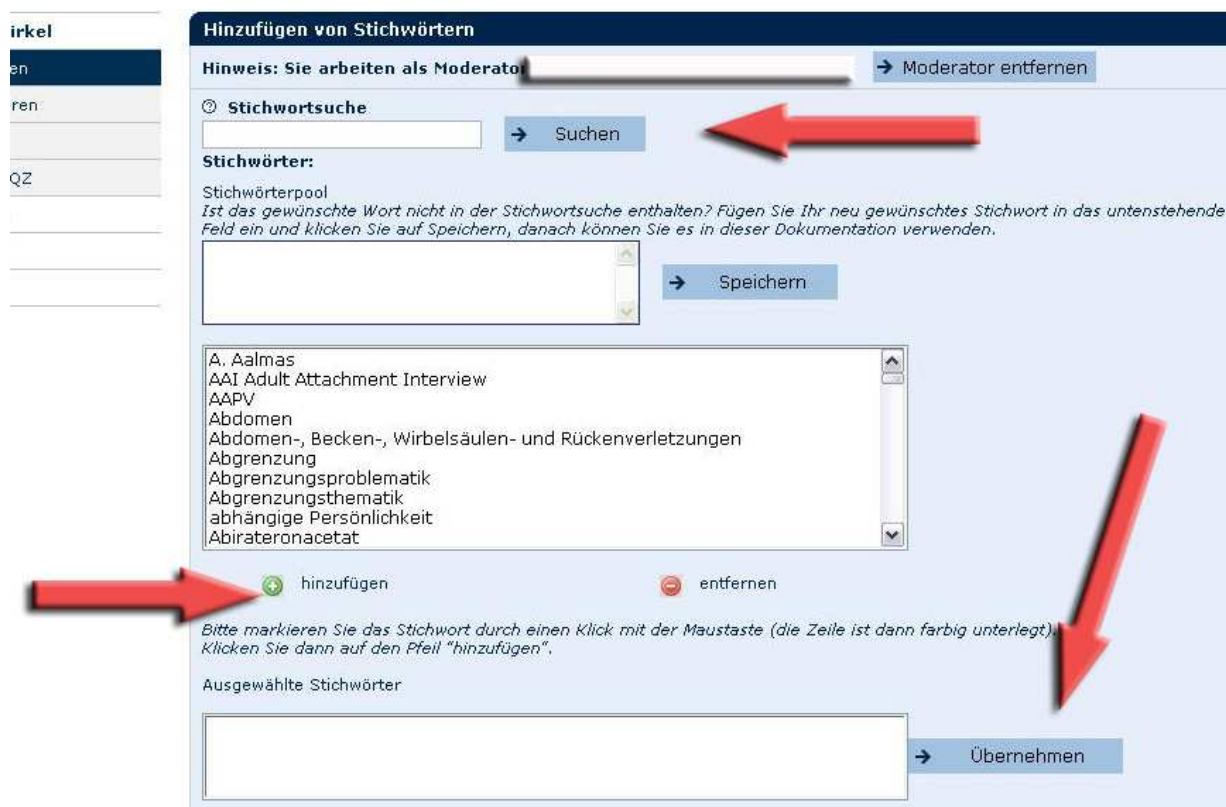 irkel
en
ren
QZ
Hinzufügen von Stichwörtern
Hinweis: Sie arbeiten als Moderator
Moderator entfernen
Stichwortsuche
Suchen
Stichwörter:
Stichwörterpool
Ist das gewünschte Wort nicht in der Stichwortsuche enthalten? Fügen Sie Ihr neu gewünschtes Stichwort in das untenstehende
Feld ein und klicken Sie auf Speichern, danach können Sie es in dieser Dokumentation verwenden.
Speichern
A. Aalmas
AAI Adult Attachment Interview
AAPV
Abdomen
Abdomen-, Becken-, Wirbelsäulen- und Rückenverletzungen
Abgrenzung
Abgrenzungsproblematik
Abgrenzungsthematik
abhängige Persönlichkeit
Abirateronacetat
hinzufügen
entfernen
Bitte markieren Sie das Stichwort durch einen Klick mit der Maustaste (die Zeile ist dann farbig unterlegt).
Klicken Sie dann auf den Pfeil "hinzufügen".
Ausgewählte Stichwörter
Übernehmen